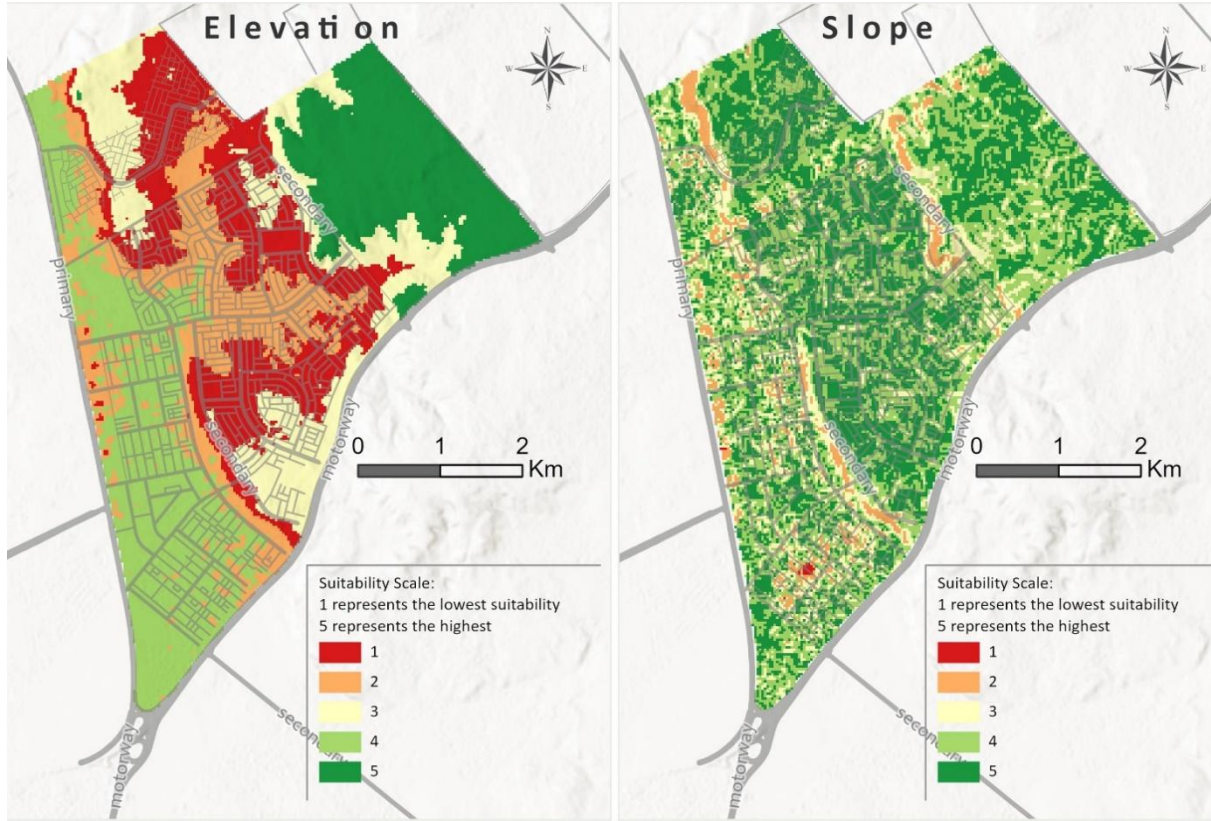 Elevation
N
W E
S
secondary
primary
secondary
motorway
0 1 2
Km
Suitability Scale:
1 represents the lowest suitability
5 represents the highest
1
2
3
4
5
secondary
motorway
Slope
N
W E
S
secondary
primary
secondary
motorway
0 1 2
Km
Suitability Scale:
1 represents the lowest suitability
5 represents the highest
1
2
3
4
5
secondary
motorway